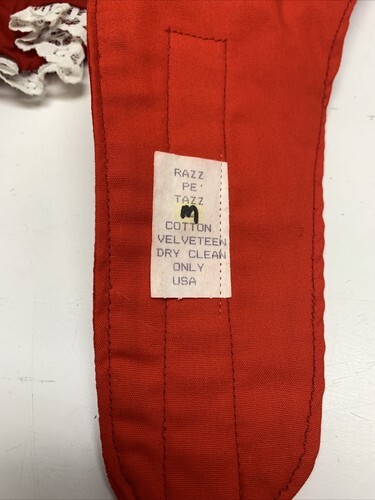 RAZZ
PE'
TAZZ
M
COTTON
VELVETEEN
DRY CLEAN
ONLY
USA